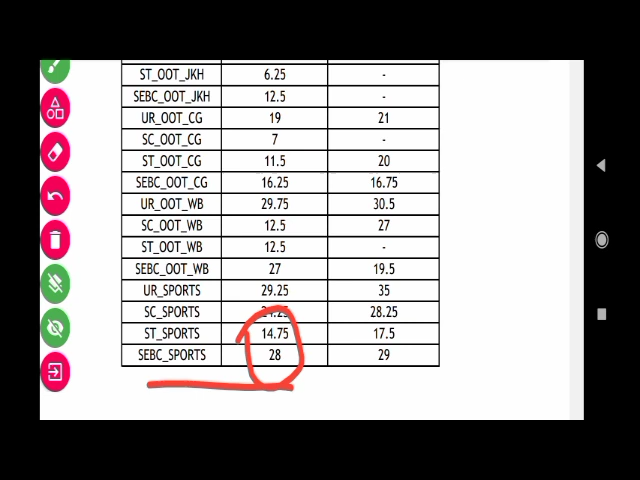 ST_OOT_JKH 6.25 -
SEBC_OOT_JKH 12.5 -
UR_OOT_CG 19 21
SC_OOT_CG 7 -
ST_OOT_CG 11.5 20
SEBC_OOT_CG 16.25 16.75
UR_OOT_WB 29.75 30.5
SC_OOT_WB 12.5 27
ST_OOT_WB 12.5 -
SEBC_OOT_WB 27 19.5
UR_SPORTS 29.25 35
SC_SPORTS 24.25 28.25
ST_SPORTS 14.75 17.5
SEBC_SPORTS 28 29